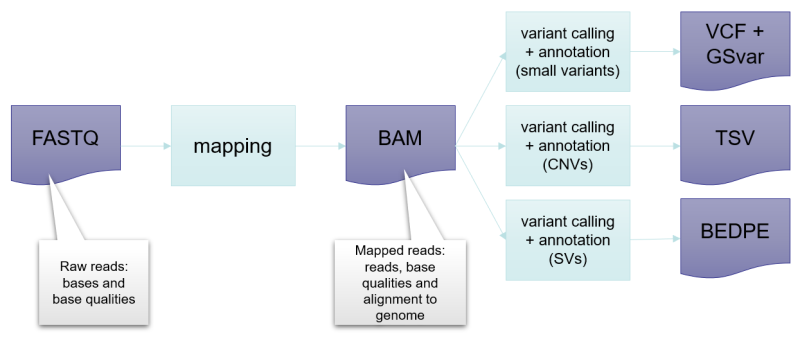 FASTQ
mapping
BAM
variant calling
+ annotation
(small variants)
VCF +
GSvar
variant calling
+ annotation
(CNVs)
TSV
variant calling
+ annotation
(SVs)
BEDPE
Raw reads:
bases and
base qualities
Mapped reads:
reads, base
qualities and
alignment to
genome